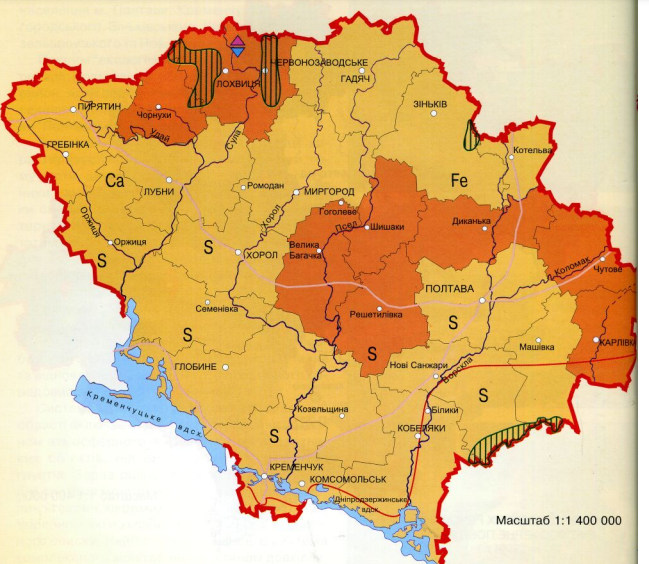 ЧЕРВОНОЗАВОДСЬКЕ
ГАДЯЧ
ЛОХВИЦЯ
ПИРЯТИН
Чорнухи
ЗІНЬКІВ
Удай
Сула
ГРЕБІНКА
Котельва
Ca
ЛУБНИ
Ромодан
МИРГОРОД
Fe
Гоголеве
Хорол
Псел
Шишаки
Диканька
Оржиця
Оржиця
S
S
ХОРОЛ
Велика
Багачка
S
р. Коломак
Чутове
ПОЛТАВА
Семенівка
Решетилівка
S
S
S
Машівка
КАРЛІВК
ГЛОБИНЕ
Нові Санжари
Ворскла
Кременчуцьке вдсх.
S
Козельщина
Білики
S
КОБЕЛЯКИ
КРЕМЕНЧУК
КОМСОМОЛЬСЬК
Дніпродзержинське
вдсх.
Масштаб 1:1 400 000